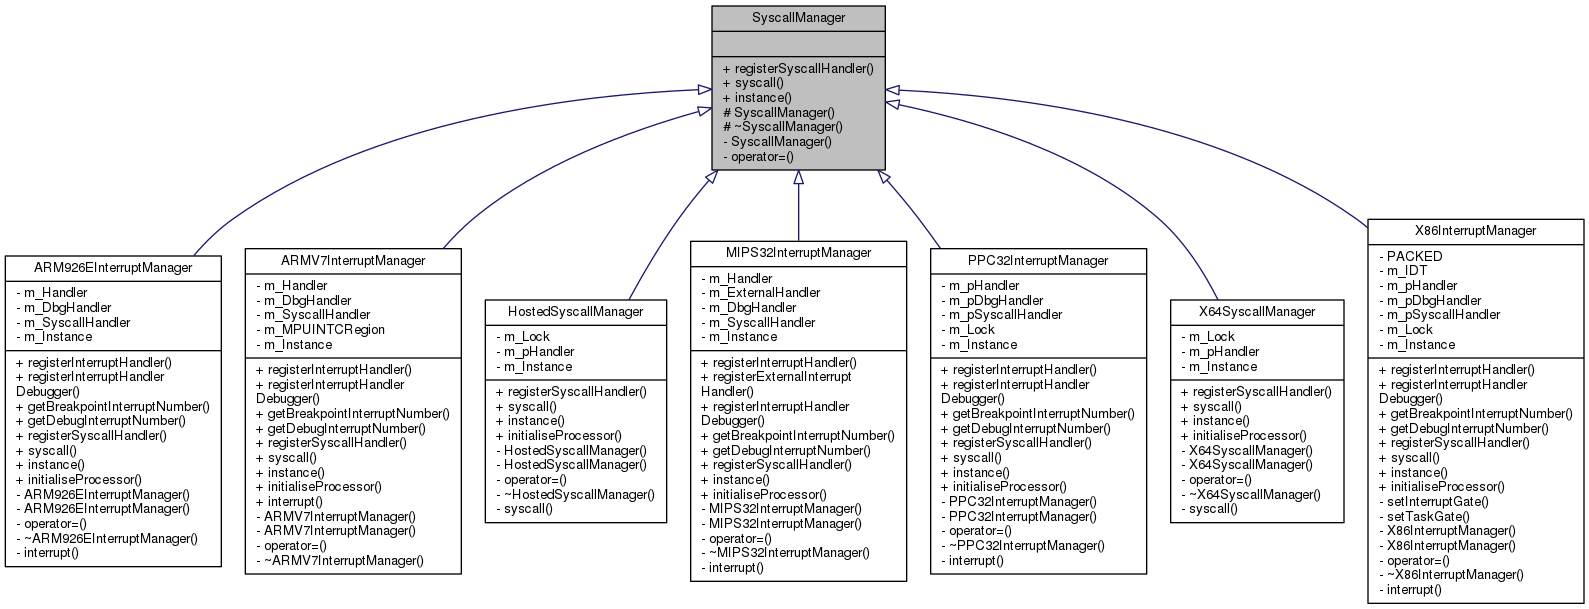 SyscallManager
+ registerSyscallHandler()
+ syscall()
+ instance()
# SyscallManager()
# ~SyscallManager()
- SyscallManager()
- operator=()
ARM926EInterruptManager
- m_Handler
- m_DbgHandler
- m_SyscallHandler
- m_Instance
+ registerInterruptHandler()
+ registerInterruptHandler
Debugger()
+ getBreakpointInterruptNumber()
+ getDebugInterruptNumber()
+ registerSyscallHandler()
+ syscall()
+ instance()
+ initialiseProcessor()
- ARM926EInterruptManager()
- ARM926EInterruptManager()
- operator=()
- ~ARM926EInterruptManager()
- interrupt()
ARMV7InterruptManager
- m_Handler
- m_DbgHandler
- m_SyscallHandler
- m_MPUINTCRegion
- m_Instance
+ registerInterruptHandler()
+ registerInterruptHandler
Debugger()
+ getBreakpointInterruptNumber()
+ getDebugInterruptNumber()
+ registerSyscallHandler()
+ syscall()
+ instance()
+ initialiseProcessor()
+ interrupt()
- ARMV7InterruptManager()
- ARMV7InterruptManager()
- operator=()
- ~ARMV7InterruptManager()
HostedSyscallManager
- m_Lock
- m_pHandler
- m_Instance
+ registerSyscallHandler()
+ syscall()
+ instance()
+ initialiseProcessor()
- HostedSyscallManager()
- HostedSyscallManager()
- operator=()
- ~HostedSyscallManager()
- syscall()
MIPS32InterruptManager
- m_Handler
- m_ExternalHandler
- m_DbgHandler
- m_SyscallHandler
- m_Instance
+ registerInterruptHandler()
+ registerExternalInterrupt
Handler()
+ registerInterruptHandler
Debugger()
+ getBreakpointInterruptNumber()
+ getDebugInterruptNumber()
+ registerSyscallHandler()
+ instance()
+ initialiseProcessor()
- MIPS32InterruptManager()
- MIPS32InterruptManager()
- operator=()
- ~MIPS32InterruptManager()
- interrupt()
PPC32InterruptManager
- m_pHandler
- m_pDbgHandler
- m_pSyscallHandler
- m_Lock
- m_Instance
+ registerInterruptHandler()
+ registerInterruptHandler
Debugger()
+ getBreakpointInterruptNumber()
+ getDebugInterruptNumber()
+ registerSyscallHandler()
+ syscall()
+ instance()
+ initialiseProcessor()
- PPC32InterruptManager()
- PPC32InterruptManager()
- operator=()
- ~PPC32InterruptManager()
- interrupt()
X64SyscallManager
- m_Lock
- m_pHandler
- m_Instance
+ registerSyscallHandler()
+ syscall()
+ instance()
+ initialiseProcessor()
- X64SyscallManager()
- X64SyscallManager()
- operator=()
- ~X64SyscallManager()
- syscall()
X86InterruptManager
- PACKED
- m_IDT
- m_pHandler
- m_pDbgHandler
- m_pSyscallHandler
- m_Lock
- m_Instance
+ registerInterruptHandler()
+ registerInterruptHandler
Debugger()
+ getBreakpointInterruptNumber()
+ getDebugInterruptNumber()
+ registerSyscallHandler()
+ syscall()
+ instance()
+ initialiseProcessor()
- setInterruptGate()
- setTaskGate()
- X86InterruptManager()
- X86InterruptManager()
- operator=()
- ~X86InterruptManager()
- interrupt()